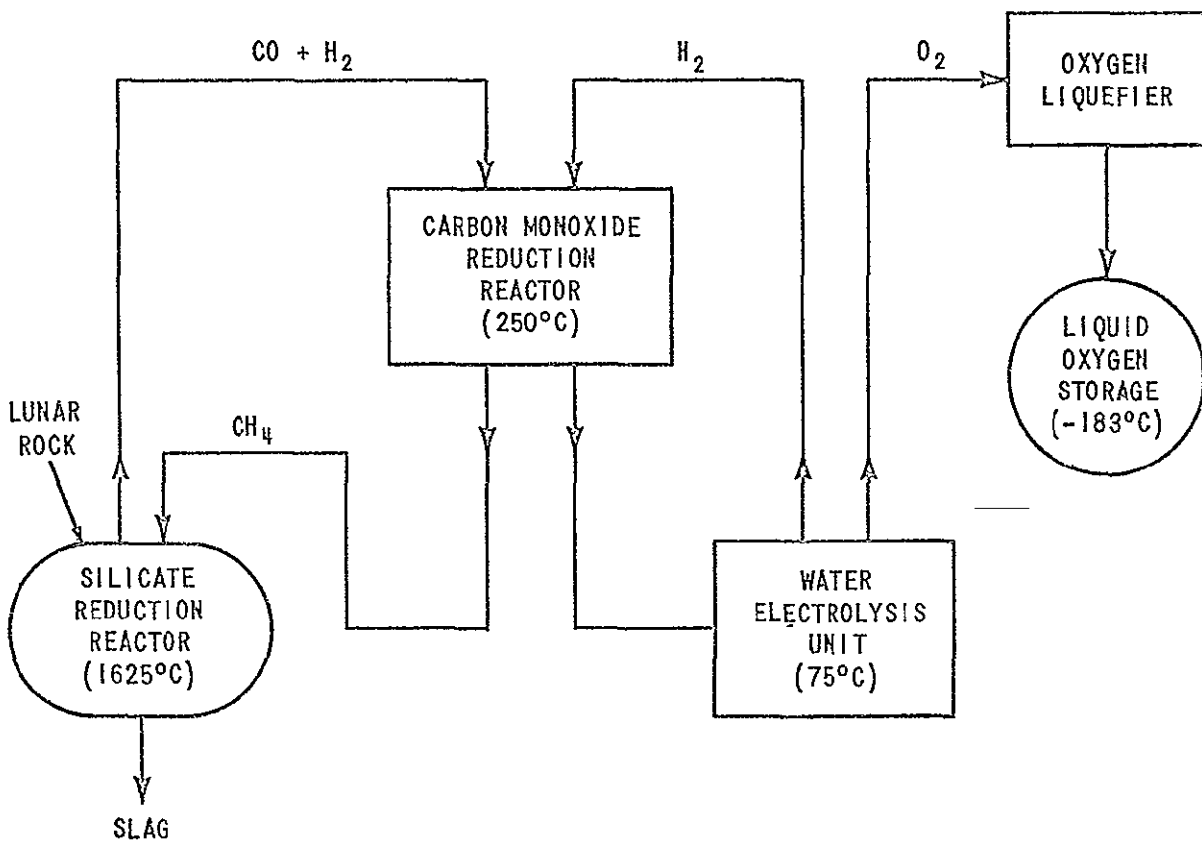 CO + H₂
H₂
O₂
OXYGEN
LIQUEFIER
CARBON MONOXIDE
REDUCTION
REACTOR
(250°C)
LIQUID
OXYGEN
STORAGE
(-183°C)
LUNAR
ROCK
CH₄
SILICATE
REDUCTION
REACTOR
(1625°C)
WATER
ELECTROLYSIS
UNIT
(75°C)
SLAG